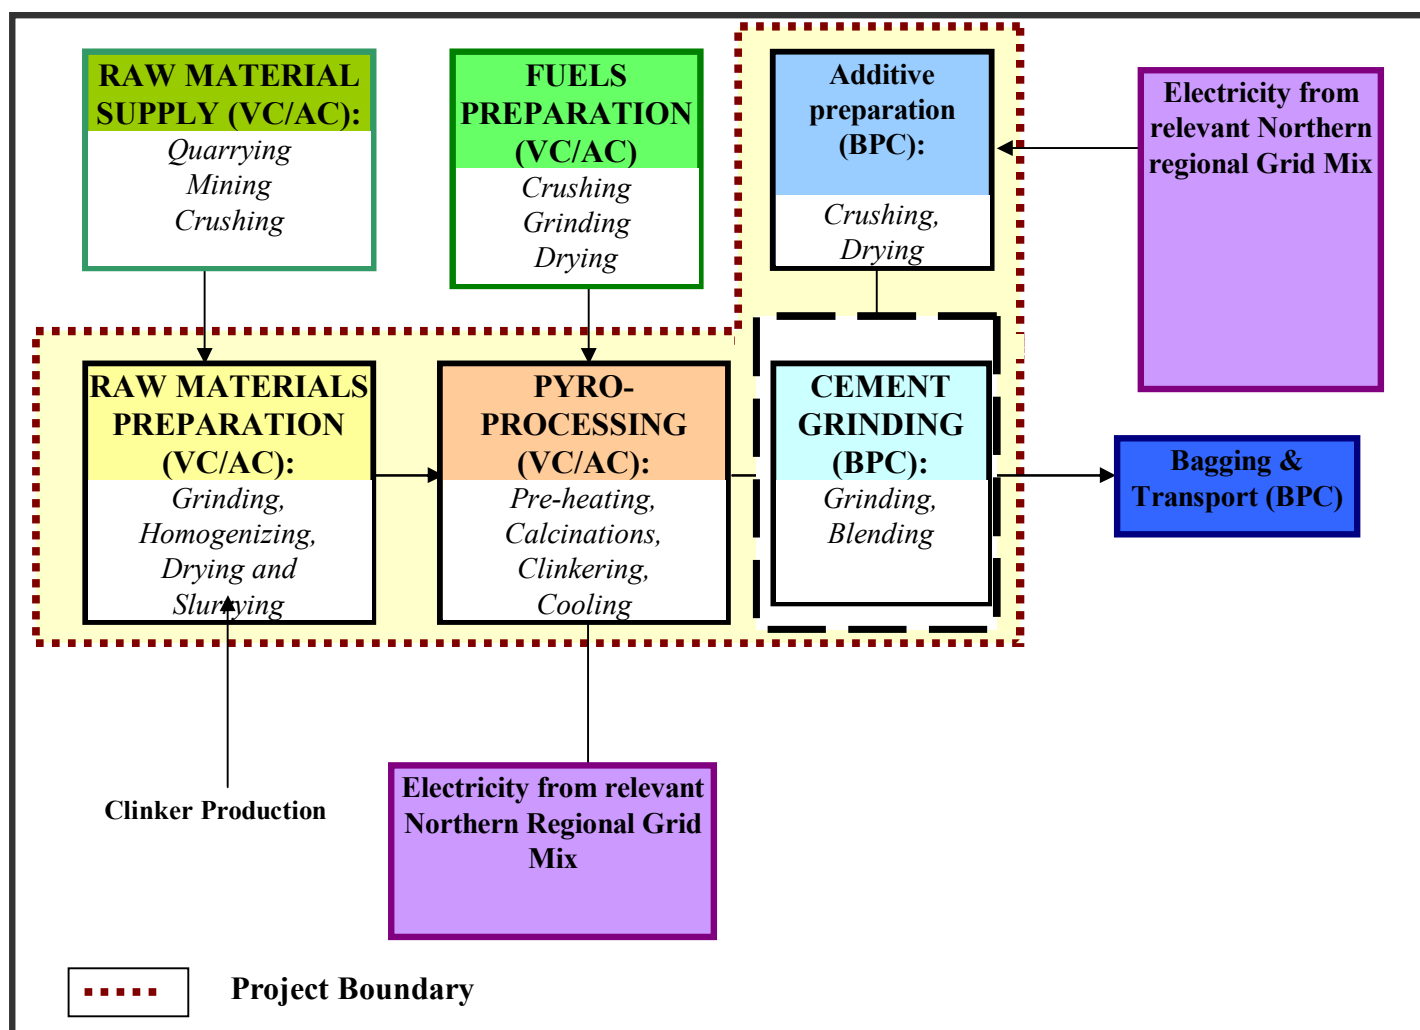 RAW MATERIAL
SUPPLY (VC/AC):
Quarrying
Mining
Crushing
FUELS
PREPARATION
(VC/AC)
Crushing
Grinding
Drying
Additive
preparation
(BPC):
Crushing,
Drying
Electricity from
relevant Northern
regional Grid Mix
RAW MATERIALS
PREPARATION
(VC/AC):
Grinding,
Homogenizing,
Drying and
Slurrying
PYRO-
PROCESSING
(VC/AC):
Pre-heating,
Calcinations,
Clinkering,
Cooling
CEMENT
GRINDING
(BPC):
Grinding,
Blending
Bagging &
Transport (BPC)
Clinker Production
Electricity from relevant
Northern Regional Grid
Mix
Project Boundary